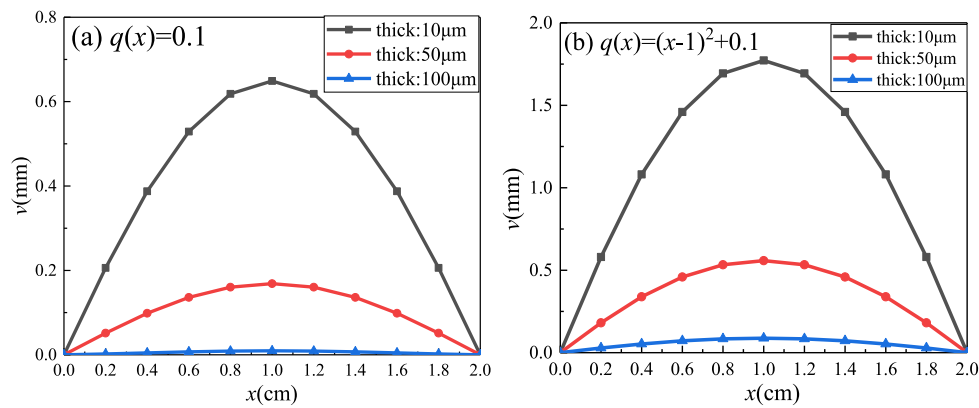 (a) q(x)=0.1
thick:10μm
thick:50μm
thick:100μm
0.8
0.6
0.4
0.2
0.0
v(mm)
0.0 0.2 0.4 0.6 0.8 1.0 1.2 1.4 1.6 1.8 2.0
x(cm)
(b) q(x)=(x-1)²+0.1
thick:10μm
thick:50μm
thick:100μm
2.0
1.5
1.0
0.5
0.0
v(mm)
0.0 0.2 0.4 0.6 0.8 1.0 1.2 1.4 1.6 1.8 2.0
x(cm)